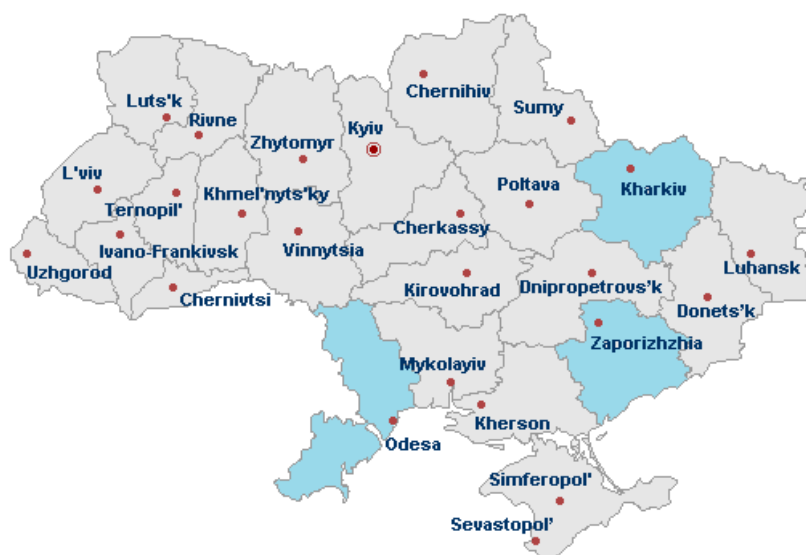 Chernihiv
Luts'k
Sumy
Rivne
Kyiv
Zhytomyr
L'viv
Poltava
Kharkiv
Khmel'nyts'ky
Ternopil'
Cherkassy
Ivano-Frankivsk
Vinnytsia
Uzhgorod
Luhansk
Kirovohrad
Dnipropetrovs'k
Chernivtsi
Donets'k
Zaporizhzhia
Mykolayiv
Kherson
Odesa
Simferopol'
Sevastopol'